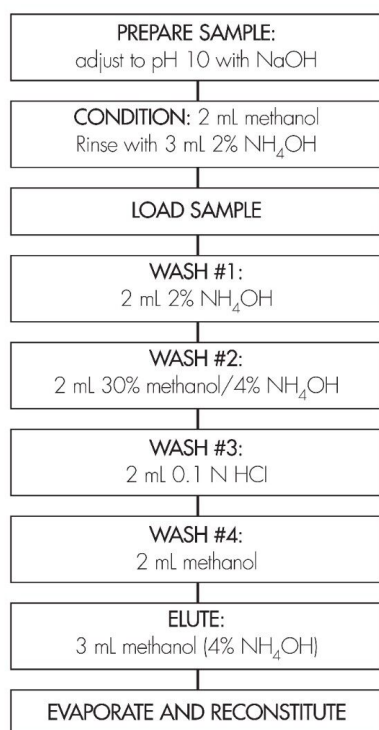 PREPARE SAMPLE:
adjust to pH 10 with NaOH
CONDITION: 2 mL methanol
Rinse with 3 mL 2% NH₄OH
LOAD SAMPLE
WASH #1:
2 mL 2% NH₄OH
WASH #2:
2 mL 30% methanol/4% NH₄OH
WASH #3:
2 mL 0.1 N HCl
WASH #4:
2 mL methanol
ELUTE:
3 mL methanol (4% NH₄OH)
EVAPORATE AND RECONSTITUTE